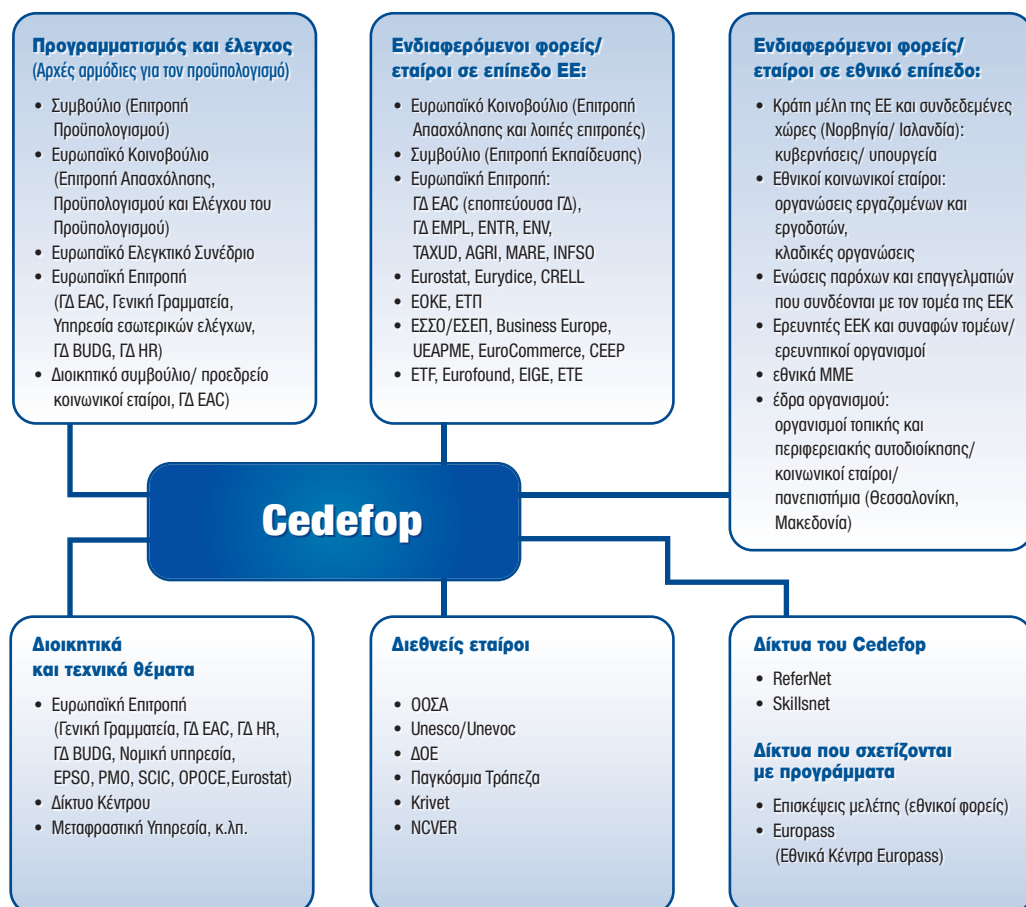 Προγραμματισμός και έλεγχος
(Αρχές αρμόδιες για τον προϋπολογισμό)
• Συμβούλιο (Επιτροπή
Προϋπολογισμού)
• Ευρωπαϊκό Κοινοβούλιο
(Επιτροπή Απασχόλησης,
Προϋπολογισμού και Ελέγχου του
Προϋπολογισμού)
• Ευρωπαϊκό Ελεγκτικό Συνέδριο
• Ευρωπαϊκή Επιτροπή
(ΓΔ EAC, Γενική Γραμματεία,
Υπηρεσία εσωτερικών ελέγχων,
ΓΔ BUDG, ΓΔ HR)
• Διοικητικό συμβούλιο/ προεδρείο
κοινωνικοί εταίροι, ΓΔ EAC)
Ενδιαφερόμενοι φορείς/
εταίροι σε επίπεδο ΕΕ:
• Ευρωπαϊκό Κοινοβούλιο (Επιτροπή
Απασχόλησης και λοιπές επιτροπές)
• Συμβούλιο (Επιτροπή Εκπαίδευσης)
• Ευρωπαϊκή Επιτροπή:
ΓΔ EAC (εποπτεύουσα ΓΔ),
ΓΔ EMPL, ENTR, ENV,
TAXUD, AGRI, MARE, INFSO
• Eurostat, Eurydice, CRELL
• ΕΟΚΕ, ΕΤΠ
• ΕΣΣΟ/ΕΣΕΠ, Business Europe,
UEAPME, EuroCommerce, CEEP
• ETF, Eurofound, EIGE, ETE
Ενδιαφερόμενοι φορείς/
εταίροι σε εθνικό επίπεδο:
• Κράτη μέλη της ΕΕ και συνδεδεμένες
χώρες (Νορβηγία/ Ισλανδία):
κυβερνήσεις/ υπουργεία
• Εθνικοί κοινωνικοί εταίροι:
οργανώσεις εργαζομένων και
εργοδοτών,
κλαδικές οργανώσεις
• Ενώσεις παρόχων και επαγγελματιών
που συνδέονται με τον τομέα της ΕΕΚ
• Ερευνητές ΕΕΚ και συναφών τομέων/
ερευνητικοί οργανισμοί
• εθνικά ΜΜΕ
• έδρα οργανισμού:
οργανισμοί τοπικής και
περιφερειακής αυτοδιοίκησης/
κοινωνικοί εταίροι/
πανεπιστήμια (Θεσσαλονίκη,
Μακεδονία)
Cedefop
Διοικητικά
και τεχνικά θέματα
• Ευρωπαϊκή Επιτροπή
(Γενική Γραμματεία, ΓΔ EAC, ΓΔ HR,
ΓΔ BUDG, Νομική υπηρεσία,
EPSO, PMO, SCIC, OPOCE,Eurostat)
• Δίκτυο Κέντρου
• Μεταφραστική Υπηρεσία, κ.λπ.
Διεθνείς εταίροι
• ΟΟΣΑ
• Unesco/Unevoc
• ΔΟΕ
• Παγκόσμια Τράπεζα
• Krivet
• NCVER
Δίκτυα του Cedefop
• ReferNet
• Skillsnet
Δίκτυα που σχετίζονται
με προγράμματα
• Επισκέψεις μελέτης (εθνικοί φορείς)
• Europass
(Εθνικά Κέντρα Europass)